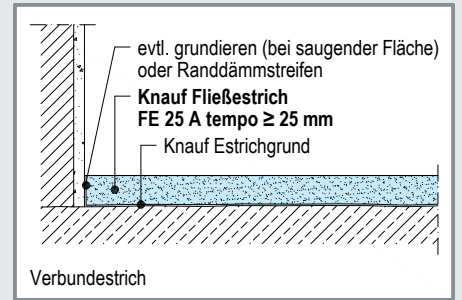 evtl. grundieren (bei saugender Fläche)
oder Randdämmstreifen
Knauf Fließestrich
FE 25 A tempo ≥ 25 mm
Knauf Estrichgrund
Verbundestrich